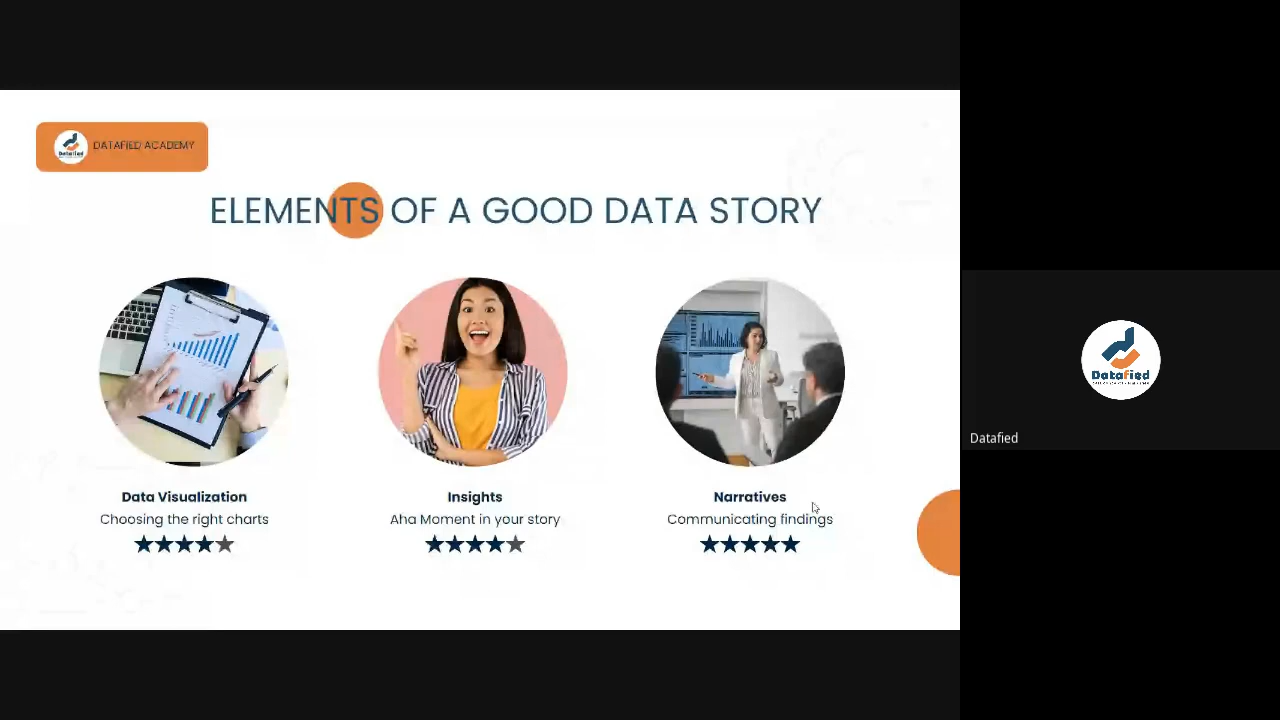 Datafied
DATAFIED ACADEMY
ELEMENTS OF A GOOD DATA STORY
Data Visualization
Choosing the right charts
Insights
Aha Moment in your story
Narratives
Communicating findings
Datafied
Datafied